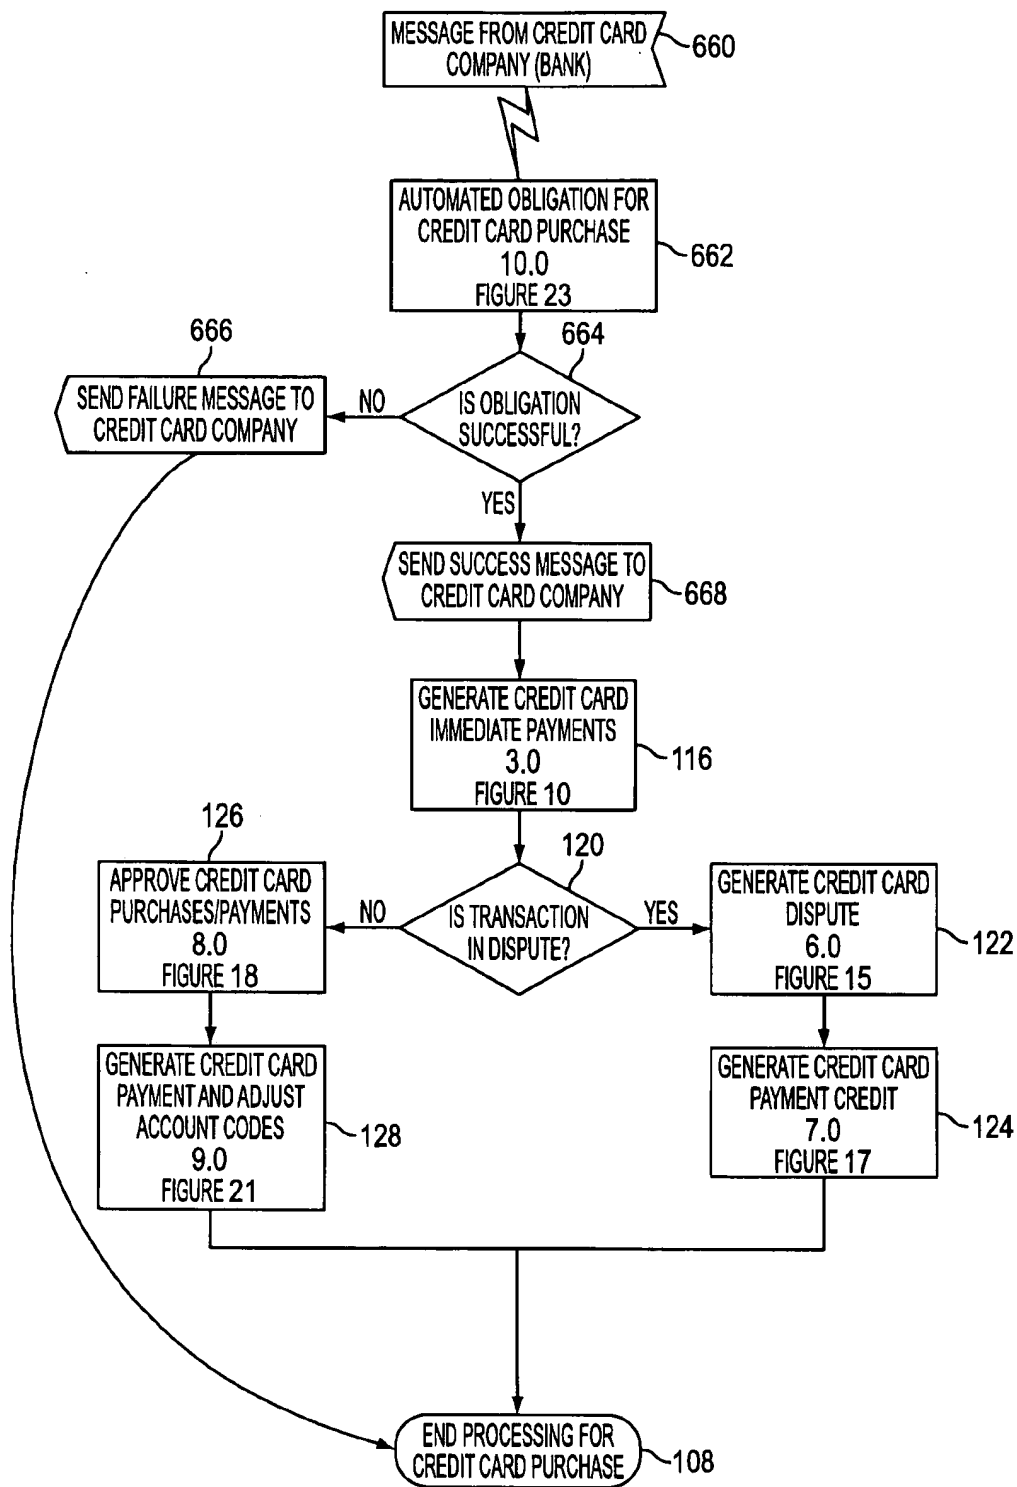 MESSAGE FROM CREDIT CARD
COMPANY (BANK)
660
AUTOMATED OBLIGATION FOR
CREDIT CARD PURCHASE
10.0
FIGURE 23
662
664
IS OBLIGATION
SUCCESSFUL?
NO
666
SEND FAILURE MESSAGE TO
CREDIT CARD COMPANY
YES
SEND SUCCESS MESSAGE TO
CREDIT CARD COMPANY
668
GENERATE CREDIT CARD
IMMEDIATE PAYMENTS
3.0
FIGURE 10
116
120
IS TRANSACTION
IN DISPUTE?
NO
YES
126
APPROVE CREDIT CARD
PURCHASES/PAYMENTS
8.0
FIGURE 18
GENERATE CREDIT CARD
DISPUTE
6.0
FIGURE 15
122
GENERATE CREDIT CARD
PAYMENT AND ADJUST
ACCOUNT CODES
9.0
FIGURE 21
128
GENERATE CREDIT CARD
PAYMENT CREDIT
7.0
FIGURE 17
124
END PROCESSING FOR
CREDIT CARD PURCHASE
108